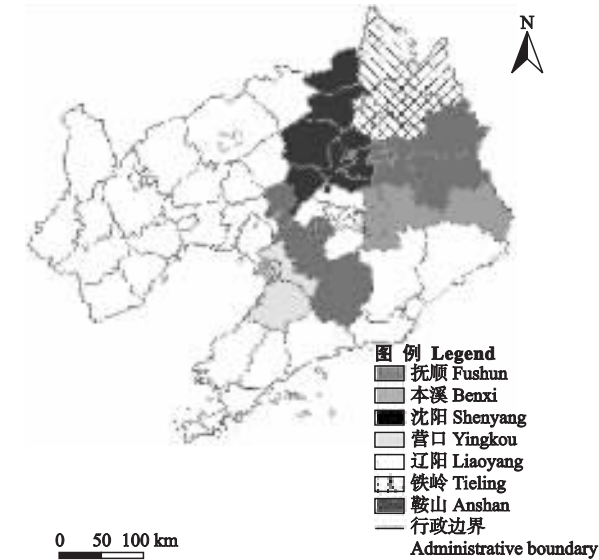 N
图 例 Legend
抚顺 Fushun
本溪 Benxi
沈阳 Shenyang
营口 Yingkou
辽阳 Liaoyang
铁岭 Tieling
鞍山 Anshan
行政边界
Administrative boundary
0 50 100 km